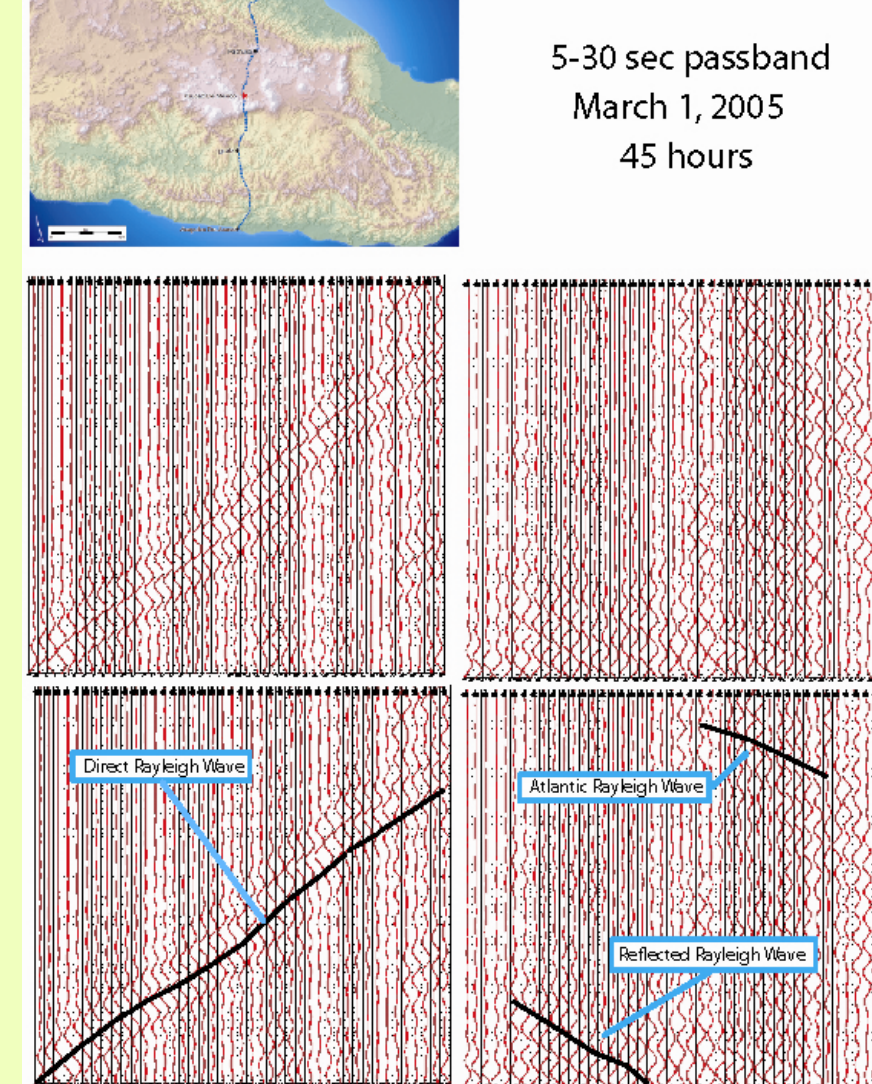 5-30 sec passband
March 1, 2005
45 hours
Direct Rayleigh Wave
Atlantic Rayleigh Wave
Reflected Rayleigh Wave